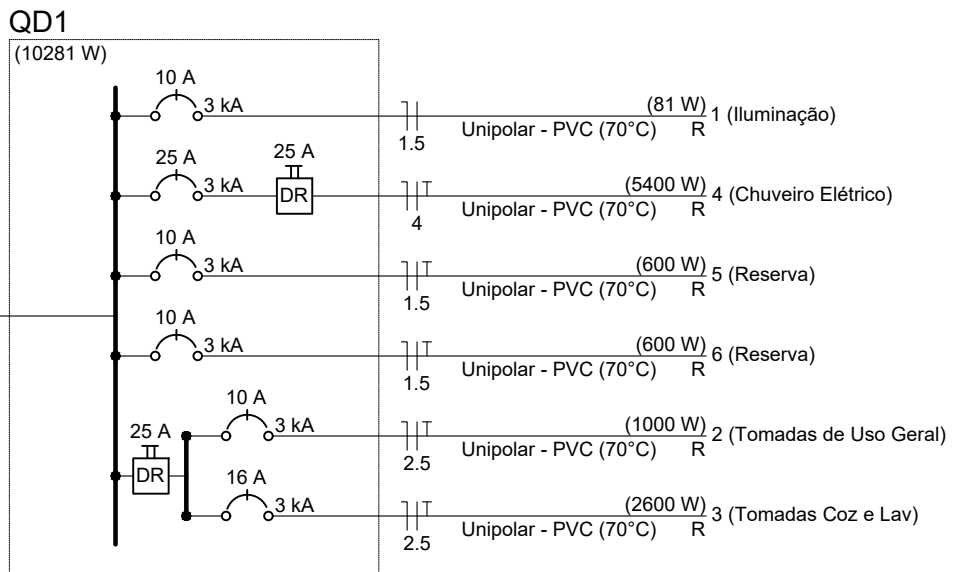 QD1
(10281 W)
10 A
3 kA
1.5
(81 W)
Unipolar - PVC (70°C) R
1 (Iluminação)
25 A
3 kA
25 A
DR
4
(5400 W)
Unipolar - PVC (70°C) R
4 (Chuveiro Elétrico)
10 A
3 kA
1.5
(600 W)
Unipolar - PVC (70°C) R
5 (Reserva)
10 A
3 kA
1.5
(600 W)
Unipolar - PVC (70°C) R
6 (Reserva)
25 A
DR
10 A
3 kA
2.5
(1000 W)
Unipolar - PVC (70°C) R
2 (Tomadas de Uso Geral)
16 A
3 kA
2.5
(2600 W)
Unipolar - PVC (70°C) R
3 (Tomadas Coz e Lav)